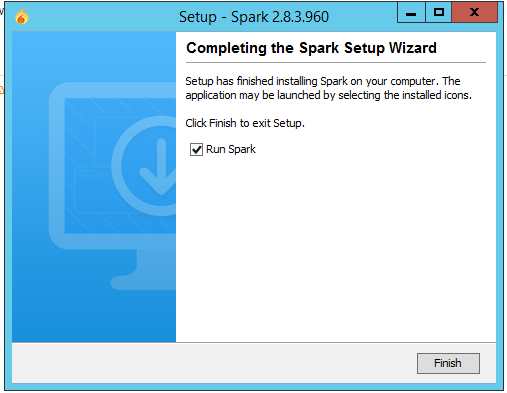 Setup - Spark 2.8.3.960
Completing the Spark Setup Wizard
Setup has finished installing Spark on your computer. The
application may be launched by selecting the installed icons.
Click Finish to exit Setup.
Run Spark
Finish